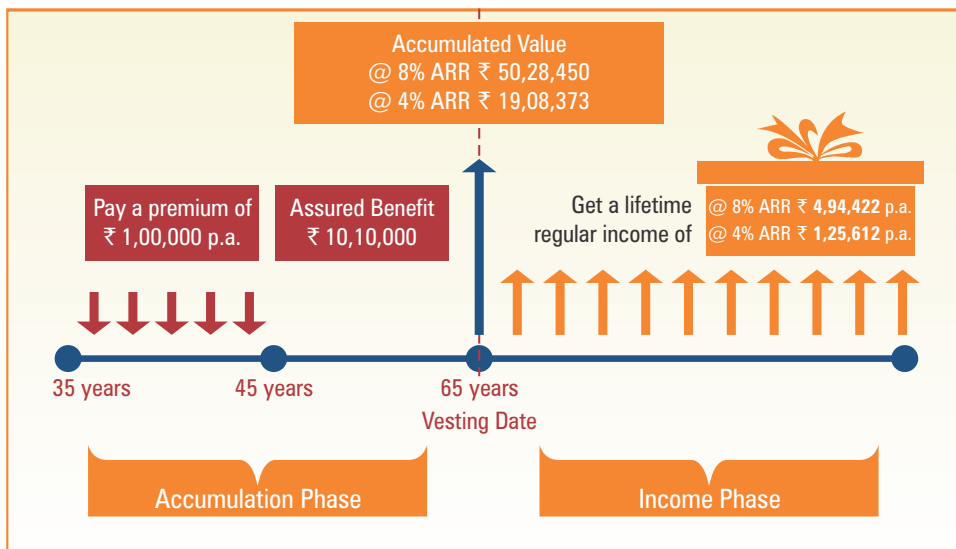 Accumulated Value
@ 8% ARR ₹ 50,28,450
@ 4% ARR ₹ 19,08,373
Pay a premium of
₹ 1,00,000 p.a.
Assured Benefit
₹ 10,10,000
Get a lifetime
regular income of
@ 8% ARR ₹ 4,94,422 p.a.
@ 4% ARR ₹ 1,25,612 p.a.
35 years
45 years
65 years
Vesting Date
Accumulation Phase
Income Phase